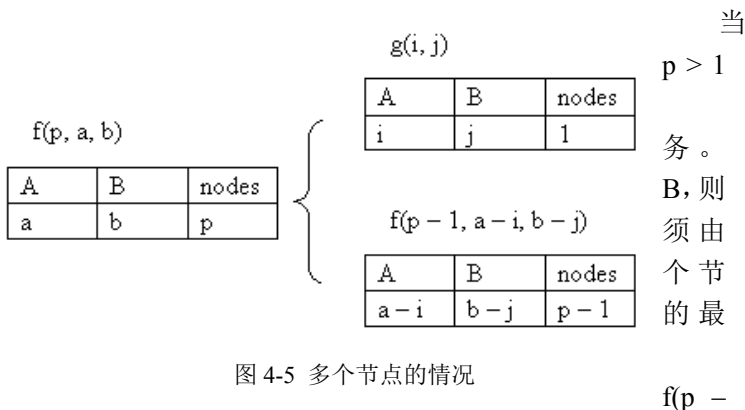 当
p > 1
务。
B，则
须由
个节
的最
f(p –
g(i, j)
A B nodes
i j 1
f(p, a, b)
A B nodes
a b p
f(p – 1, a – i, b – j)
A B nodes
a – i b – j p – 1
图 4-5 多个节点的情况